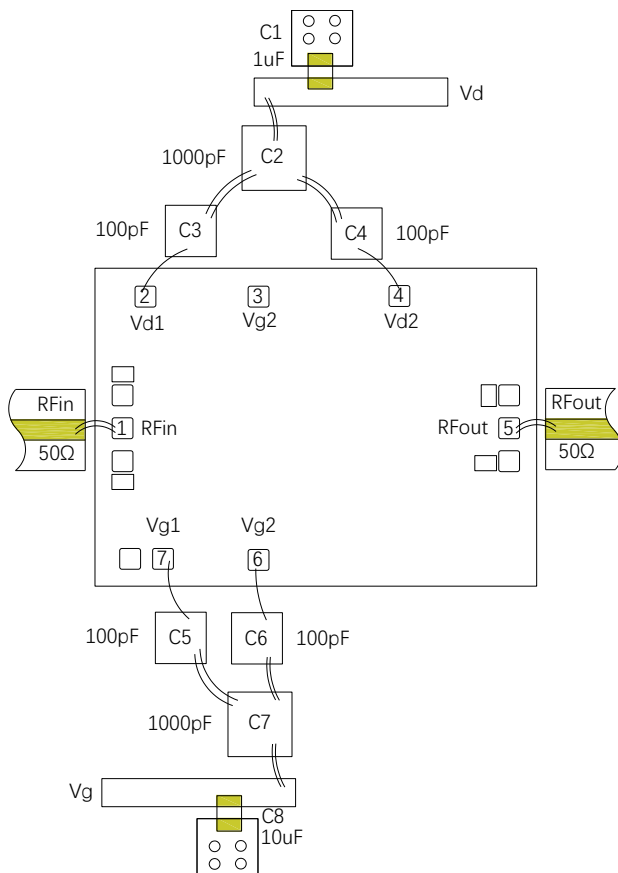 C1
1uF
Vd
1000pF
C2
100pF
C3
C4
100pF
2
3
4
Vd1
Vg2
Vd2
RFin
50Ω
1
RFin
RFout
5
RFout
50Ω
Vg1
Vg2
7
6
100pF
C5
C6
100pF
1000pF
C7
Vg
C8
10uF